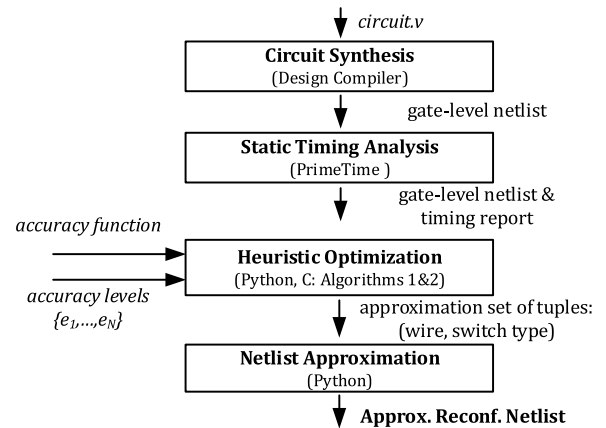 circuit.v
Circuit Synthesis
(Design Compiler)
gate-level netlist
Static Timing Analysis
(PrimeTime )
gate-level netlist &
timing report
accuracy function
Heuristic Optimization
(Python, C: Algorithms 1&2)
accuracy levels
{e1,...,eN}
approximation set of tuples:
(wire, switch type)
Netlist Approximation
(Python)
Approx. Reconf. Netlist